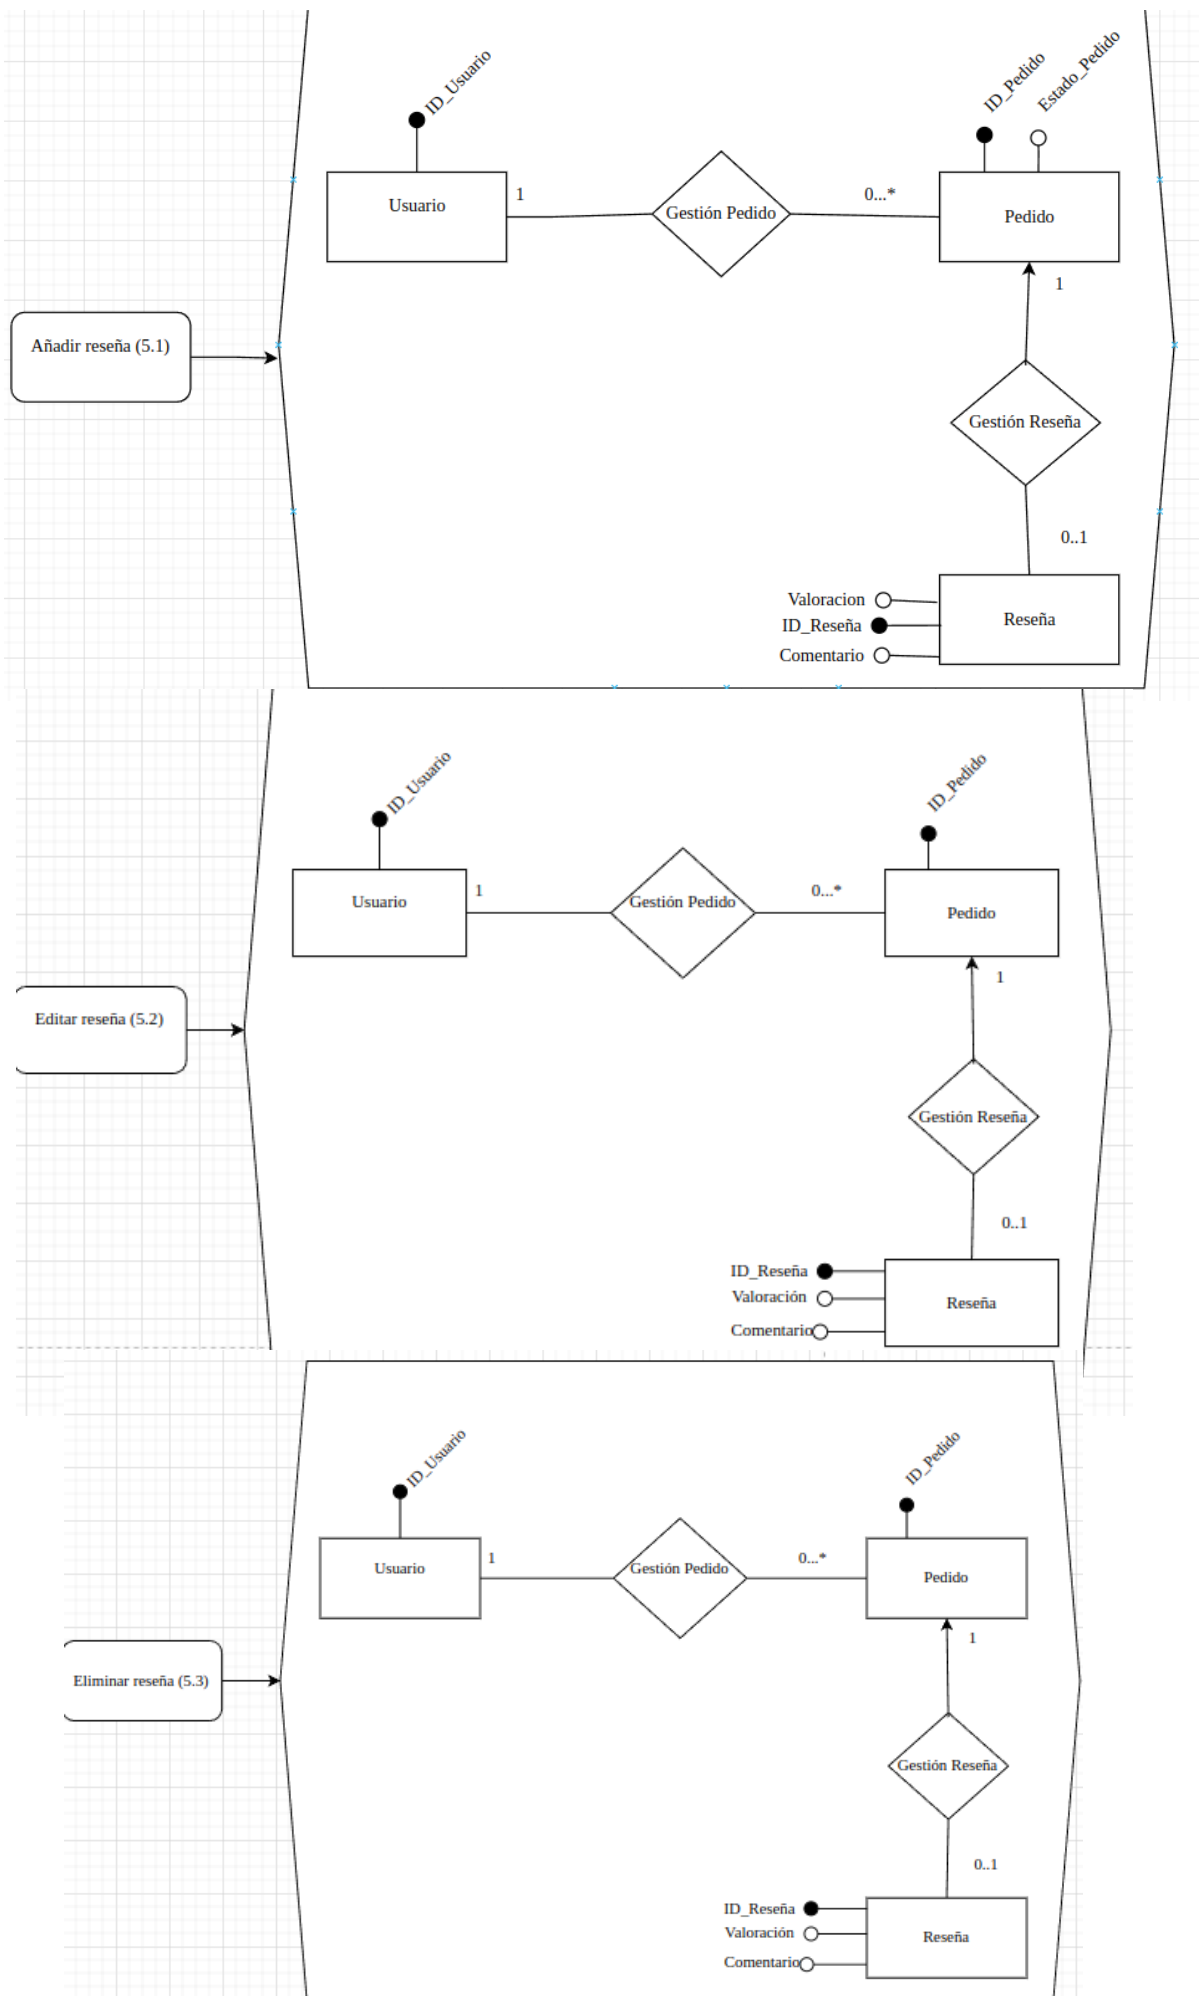 ID_Usuario
ID_Pedido
Estado_Pedido
Usuario
1
Gestión Pedido
0...*
Pedido
1
Añadir reseña (5.1)
Gestión Reseña
0..1
Valoracion
ID_Reseña
Comentario
Reseña
ID_Usuario
ID_Pedido
Usuario
1
Gestión Pedido
0...*
Pedido
1
Editar reseña (5.2)
Gestión Reseña
0..1
ID_Reseña
Valoración
Comentario
Reseña
ID_Usuario
ID_Pedido
Usuario
1
Gestión Pedido
0...*
Pedido
1
Eliminar reseña (5.3)
Gestión Reseña
0..1
ID_Reseña
Valoración
Comentario
Reseña